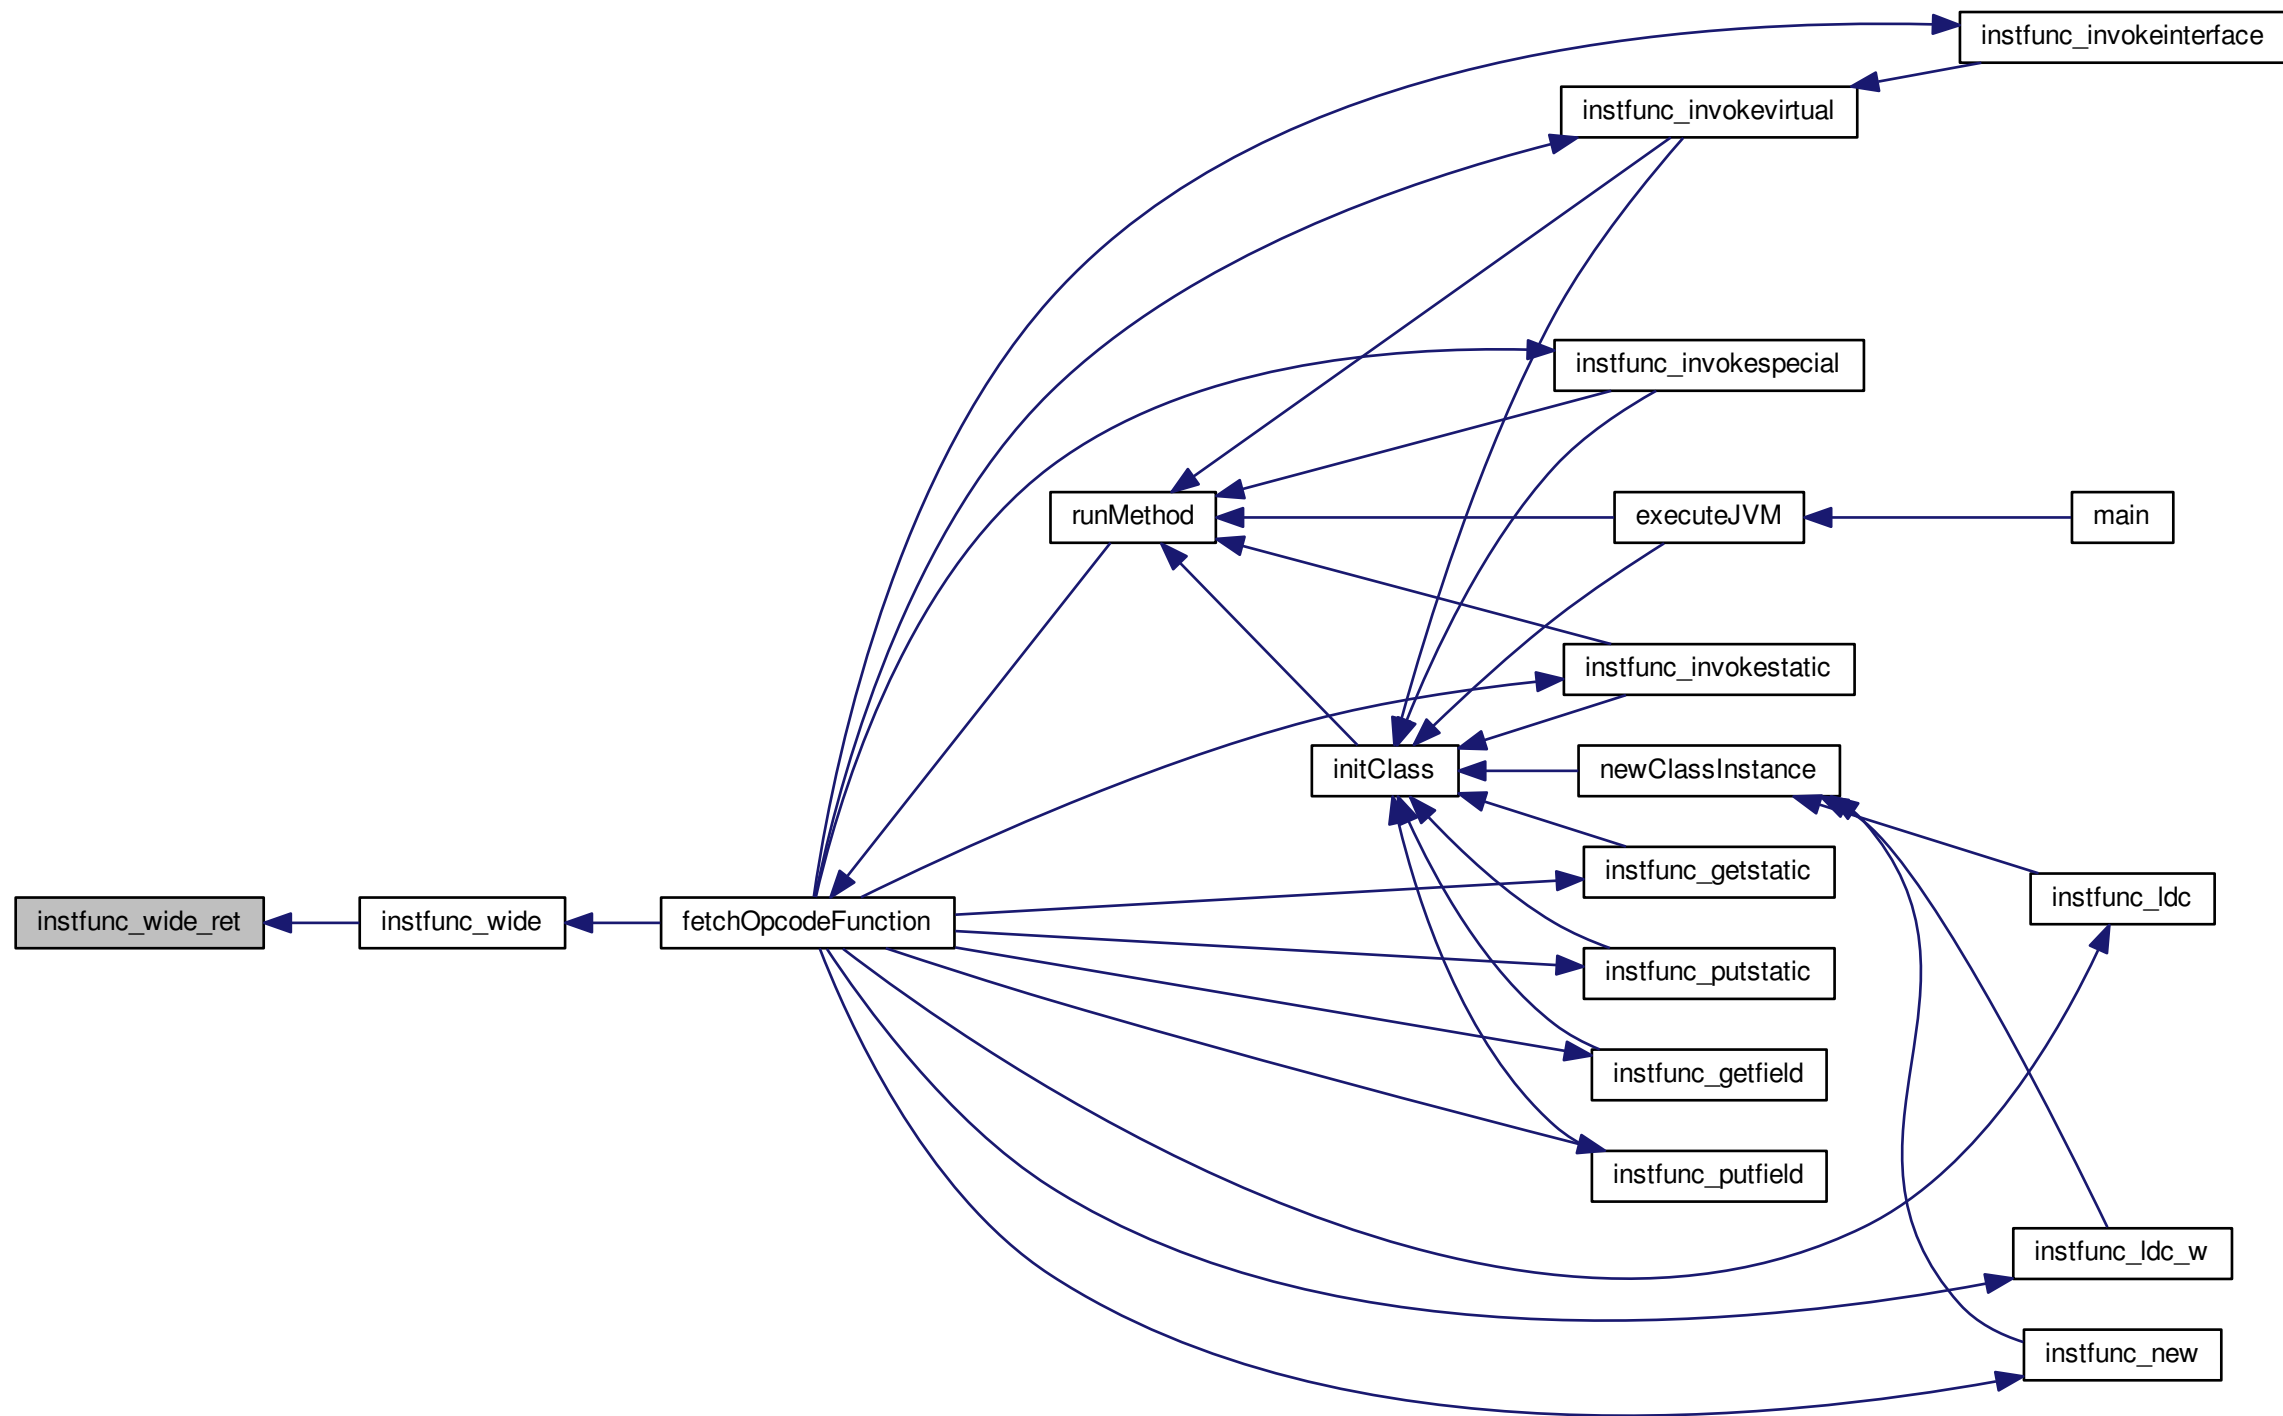 instfunc_invokeinterface
instfunc_invokevirtual
instfunc_invokespecial
runMethod
executeJVM
main
instfunc_invokestatic
initClass
newClassInstance
instfunc_getstatic
instfunc_ldc
instfunc_wide_ret
instfunc_wide
fetchOpcodeFunction
instfunc_putstatic
instfunc_getfield
instfunc_putfield
instfunc_ldc_w
instfunc_new